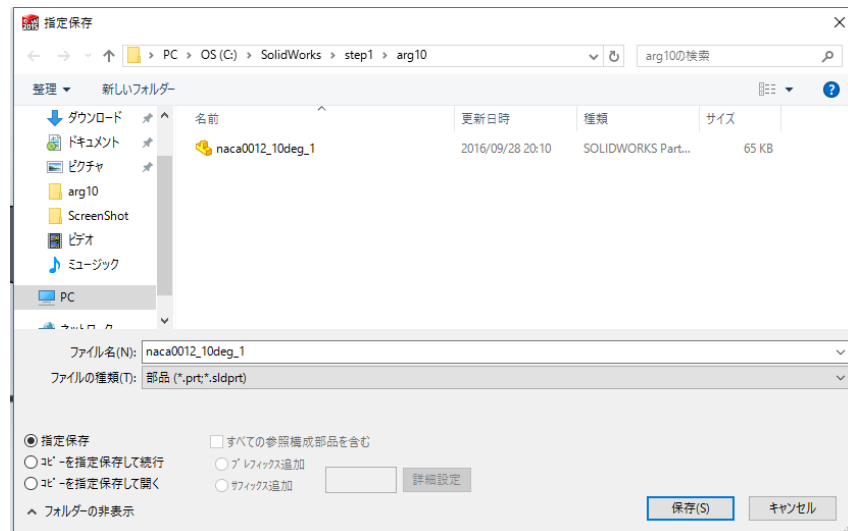 指定保存
PC › OS (C:) › SolidWorks › step1 › arg10
arg10の検索
整理 新しいフォルダー
ダウンロード
ドキュメント
ピクチャ
arg10
ScreenShot
ビデオ
ミュージック
PC
ネットワーク
名前 更新日時 種類 サイズ
naca0012_10deg_1 2016/09/28 20:10 SOLIDWORKS Part... 65 KB
ファイル名(N): naca0012_10deg_1
ファイルの種類(T): 部品 (*.prt;*.sldprt)
指定保存
ｺﾋﾟｰを指定保存して続行
ｺﾋﾟｰを指定保存して開く
すべての参照構成部品を含む
ﾌﾟﾚﾌｨｯｸｽ追加
ｻﾌｨｯｸｽ追加
詳細設定
フォルダーの非表示
保存(S) キャンセル